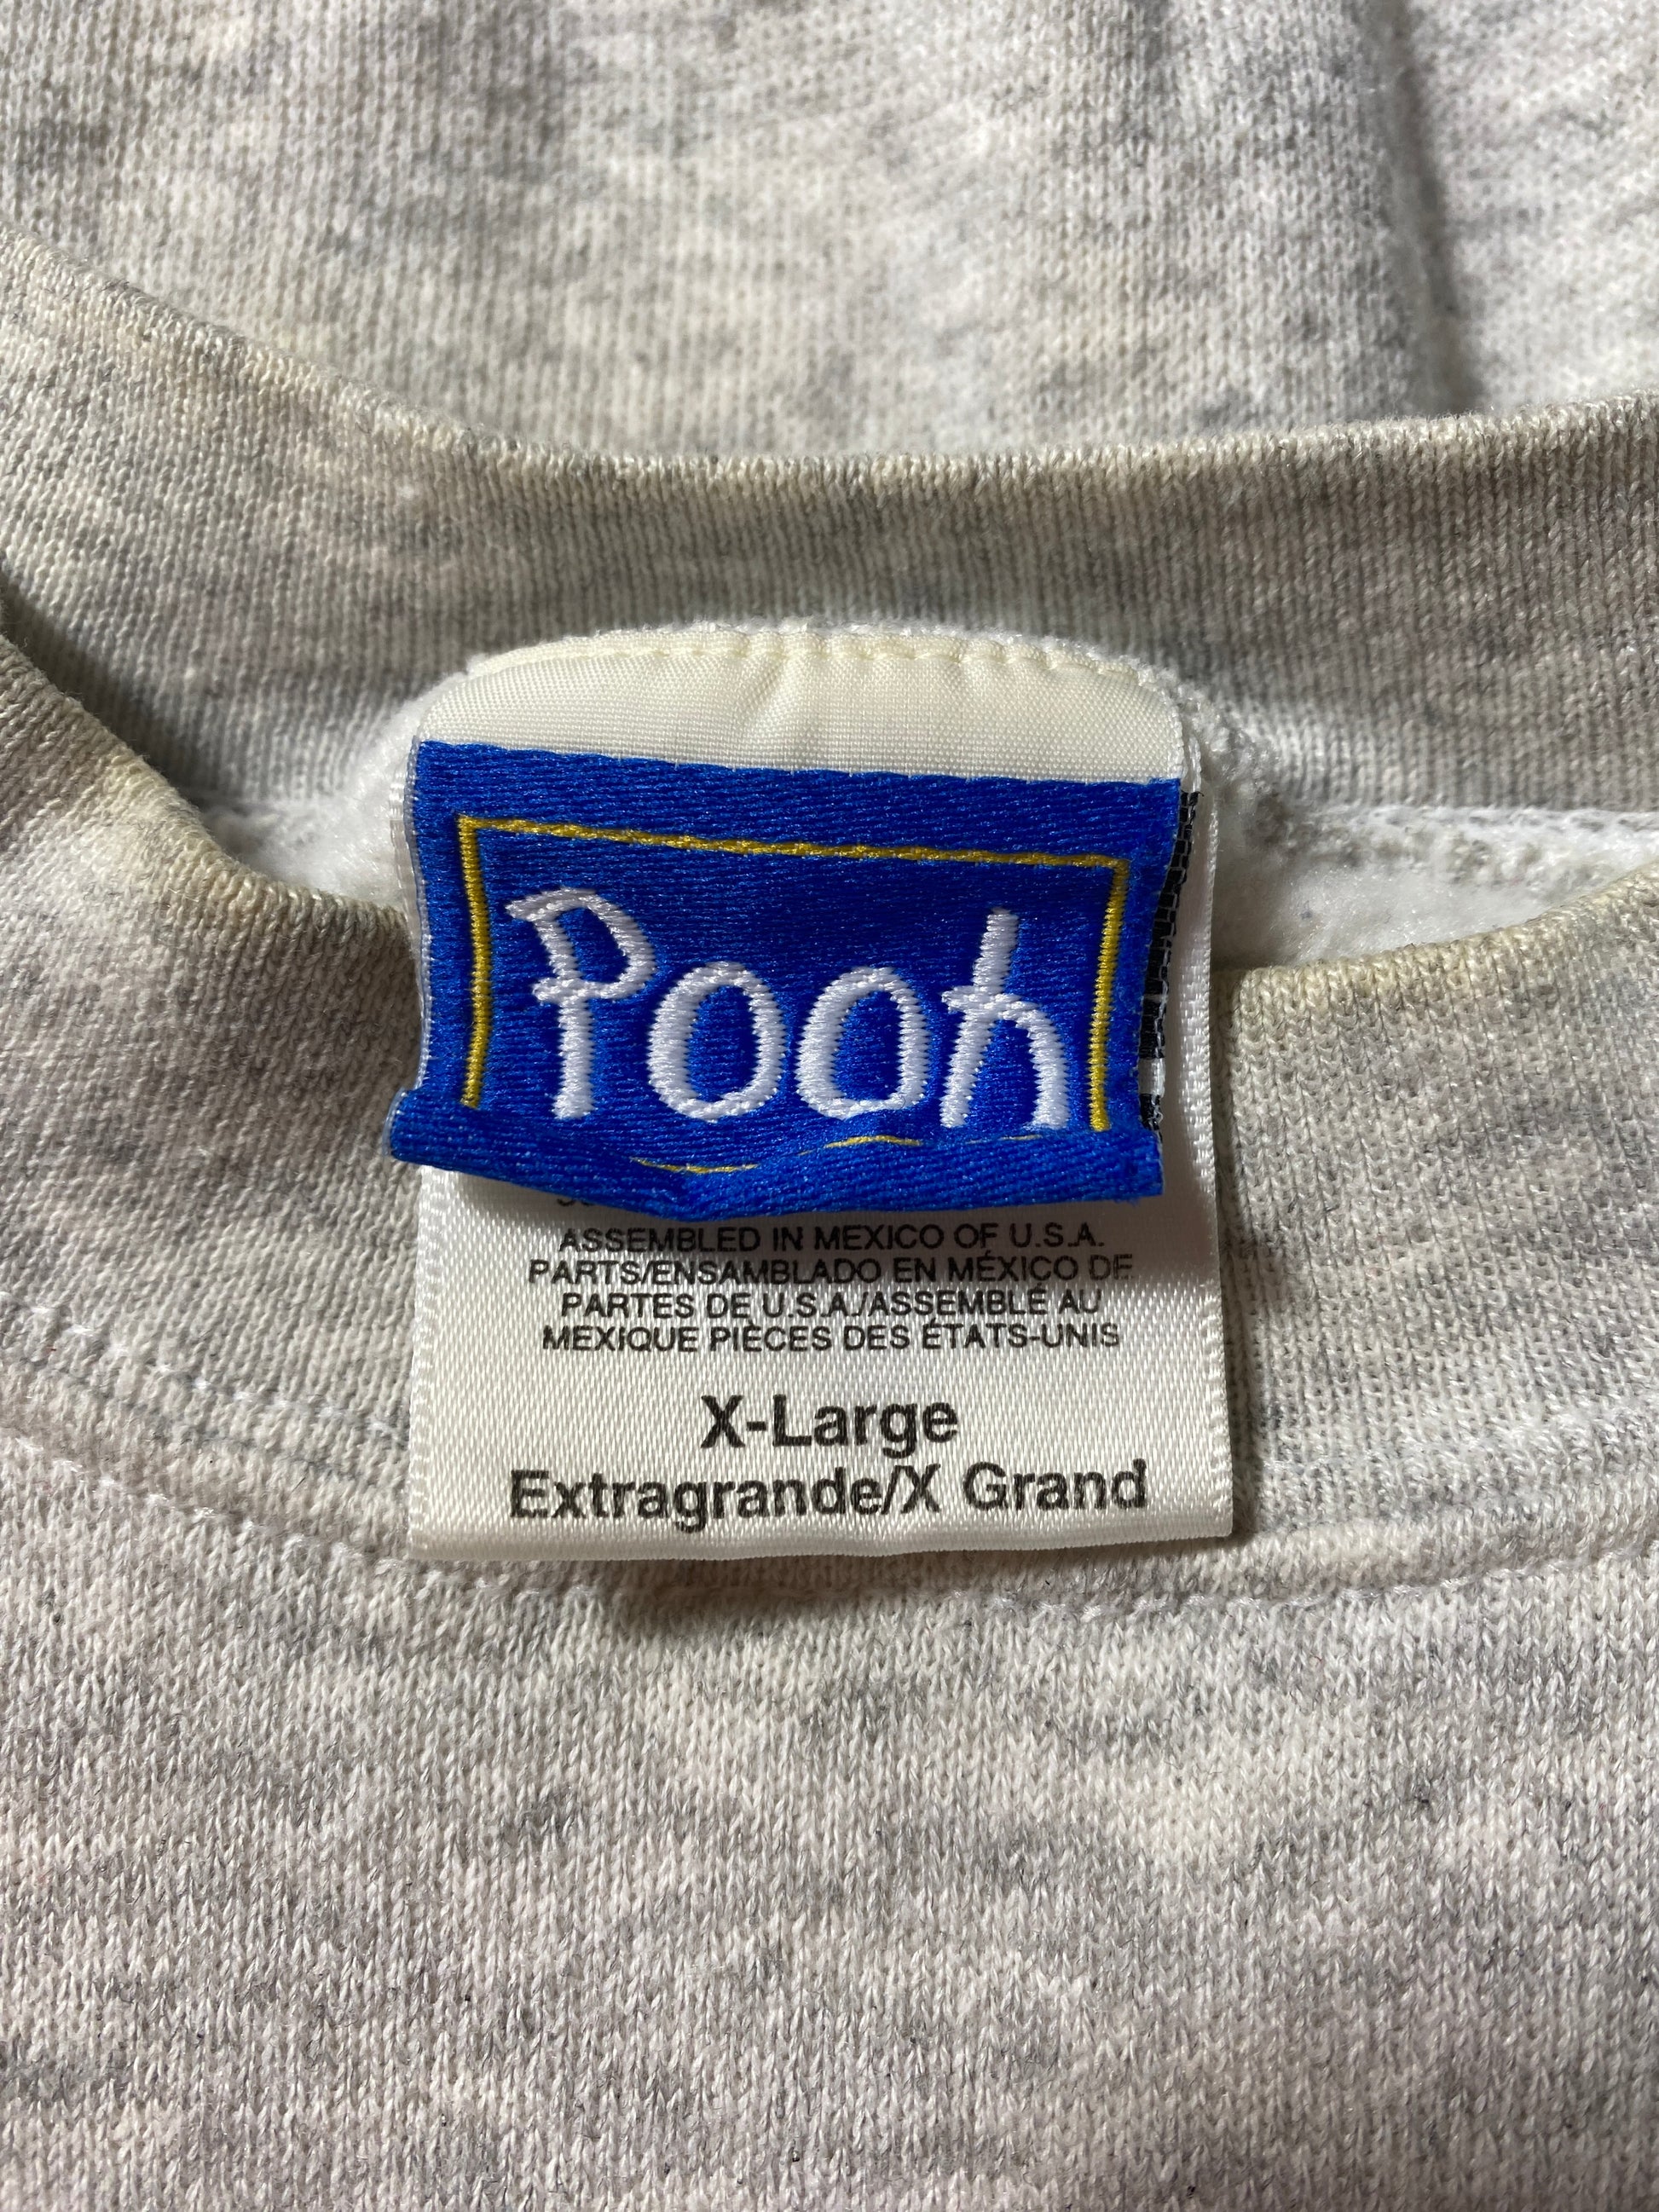 Pooh
ASSEMBLED IN MEXICO OF U.S.A.
PARTS/ENSAMBLADO EN MÉXICO DE
PARTES DE U.S.A./ASSEMBLÉ AU
MEXIQUE PIÈCES DES ÉTATS-UNIS
X-Large
Extragrande/X Grand